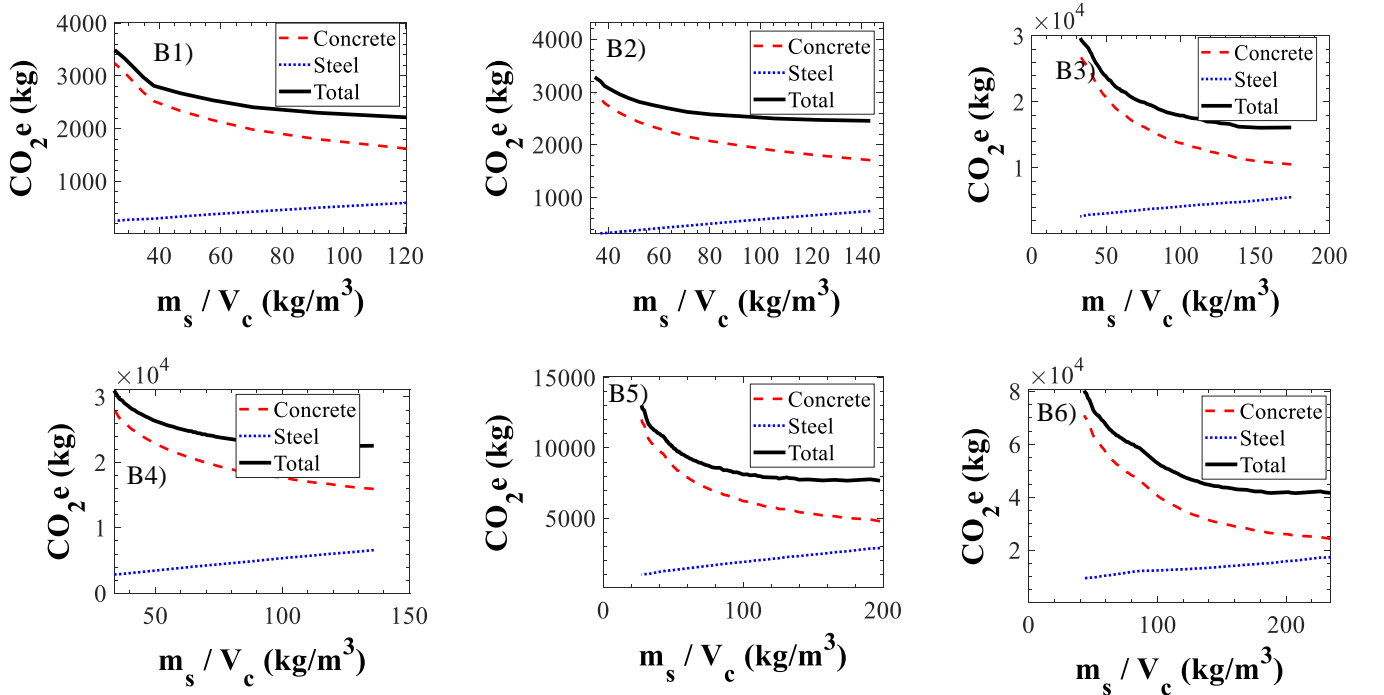 B1)
Concrete
Steel
Total
4000
3000
2000
1000
40
60
80
100
120
CO2e (kg)
ms / Vc (kg/m3)
B2)
Concrete
Steel
Total
4000
3000
2000
1000
40
60
80
100
120
140
CO2e (kg)
ms / Vc (kg/m3)
×10^4
B3)
Concrete
Steel
Total
3
2
1
0
50
100
150
200
CO2e (kg)
ms / Vc (kg/m3)
×10^4
B4)
Concrete
Steel
Total
3
2
1
0
50
100
150
CO2e (kg)
ms / Vc (kg/m3)
B5)
Concrete
Steel
Total
15000
10000
5000
0
100
200
CO2e (kg)
ms / Vc (kg/m3)
×10^4
B6)
Concrete
Steel
Total
8
6
4
2
0
100
200
CO2e (kg)
ms / Vc (kg/m3)